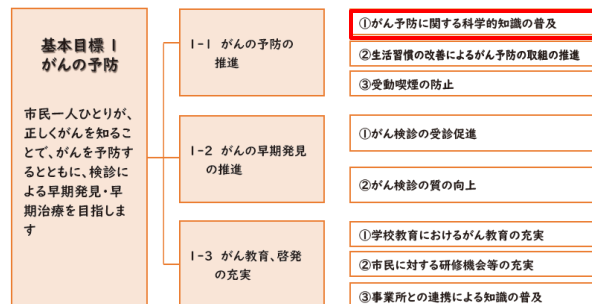 基本目標Ⅰ
がんの予防
市民一人ひとりが、
正しくがんを知るこ
とで、がんを予防す
るとともに、検診に
よる早期発見・早
期治療を目指しま
す
Ⅰ-Ⅰ がんの予防の
推進
①がん予防に関する科学的知識の普及
②生活習慣の改善によるがん予防の取組の推進
③受動喫煙の防止
Ⅰ-2 がんの早期発見
の推進
①がん検診の受診促進
②がん検診の質の向上
Ⅰ-3 がん教育、啓発
の充実
①学校教育におけるがん教育の充実
②市民に対する研修機会等の充実
③事業所との連携による知識の普及